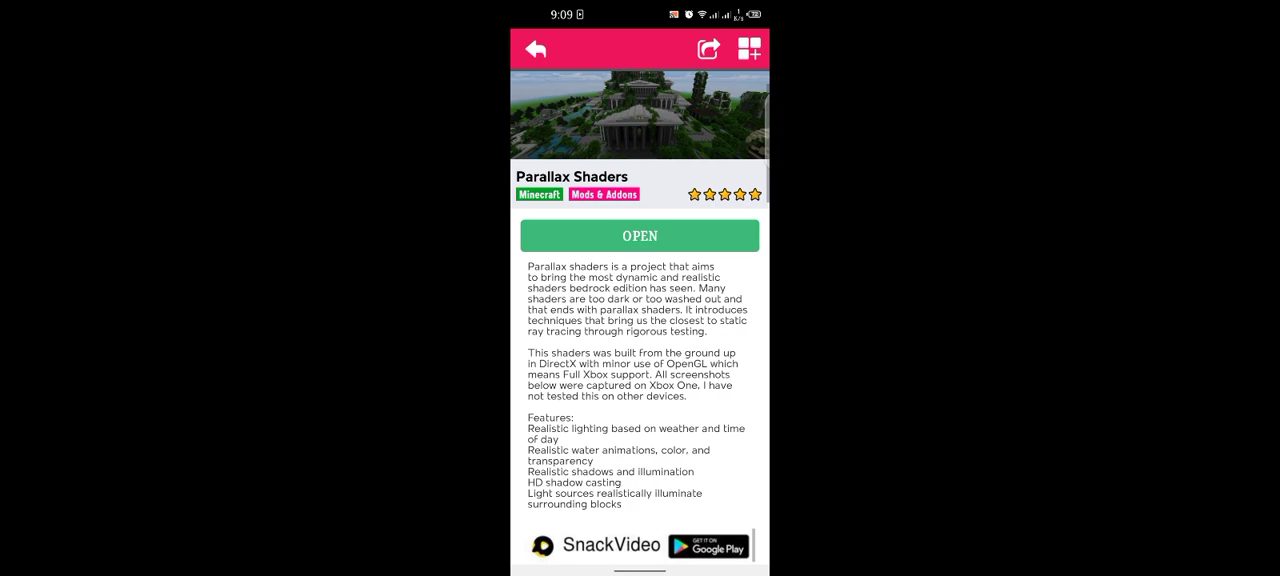 9:09
1
K/s
78
Parallax Shaders
Minecraft Mods & Addons
OPEN
Parallax shaders is a project that aims
to bring the most dynamic and realistic
shaders bedrock edition has seen. Many
shaders are too dark or too washed out and
that ends with parallax shaders. It introduces
techniques that bring us the closest to static
ray tracing through rigorous testing.
This shaders was built from the ground up
in DirectX with minor use of OpenGL which
means Full Xbox support. All screenshots
below were captured on Xbox One, I have
not tested this on other devices.
Features:
Realistic lighting based on weather and time
of day
Realistic water animations, color, and
transparency
Realistic shadows and illumination
HD shadow casting
Light sources realistically illuminate
surrounding blocks
SnackVideo
GET IT ON
Google Play